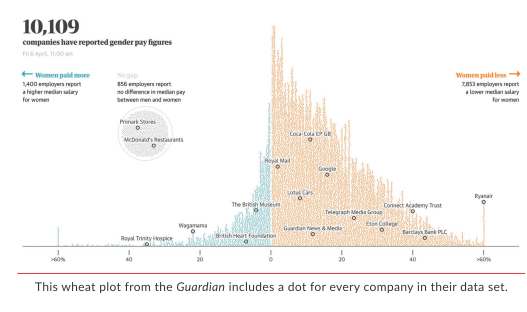 10,109
companies have reported gender pay figures
Fri 6 April, 11:00 am
← Women paid more
1,400 employers report
a higher median salary
for women
No gap
856 employers report
no difference in median pay
between men and women
Women paid less →
7,853 employers report
a lower median salary
for women
Primark Stores
McDonald's Restaurants
Coca-Cola EP GB
Royal Mail
Google
Lotus Cars
Ryanair
The British Museum
Connect Academy Trust
Telegraph Media Group
Wagamama
Eton College
Guardian News & Media
Royal Trinity Hospice
British Heart Foundation
Barclays Bank PLC
>60% 40 20 0 20 40 >60%
This wheat plot from the Guardian includes a dot for every company in their data set.